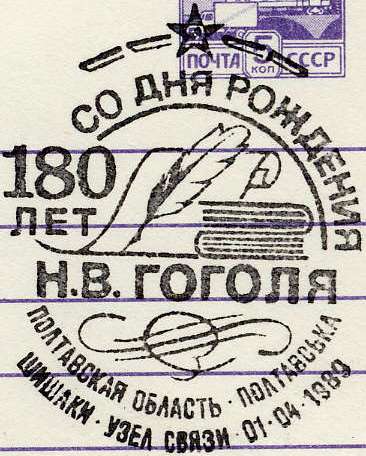 ПОЧТА 5 КОП СССР
СО ДНЯ РОЖДЕНИЯ
180
ЛЕТ
Н.В. ГОГОЛЯ
ПОЛТАВСКАЯ ОБЛАСТЬ · ПОЛТАВСЬКА
ШИШАКИ · УЗЕЛ СВЯЗИ · 01-04-1989